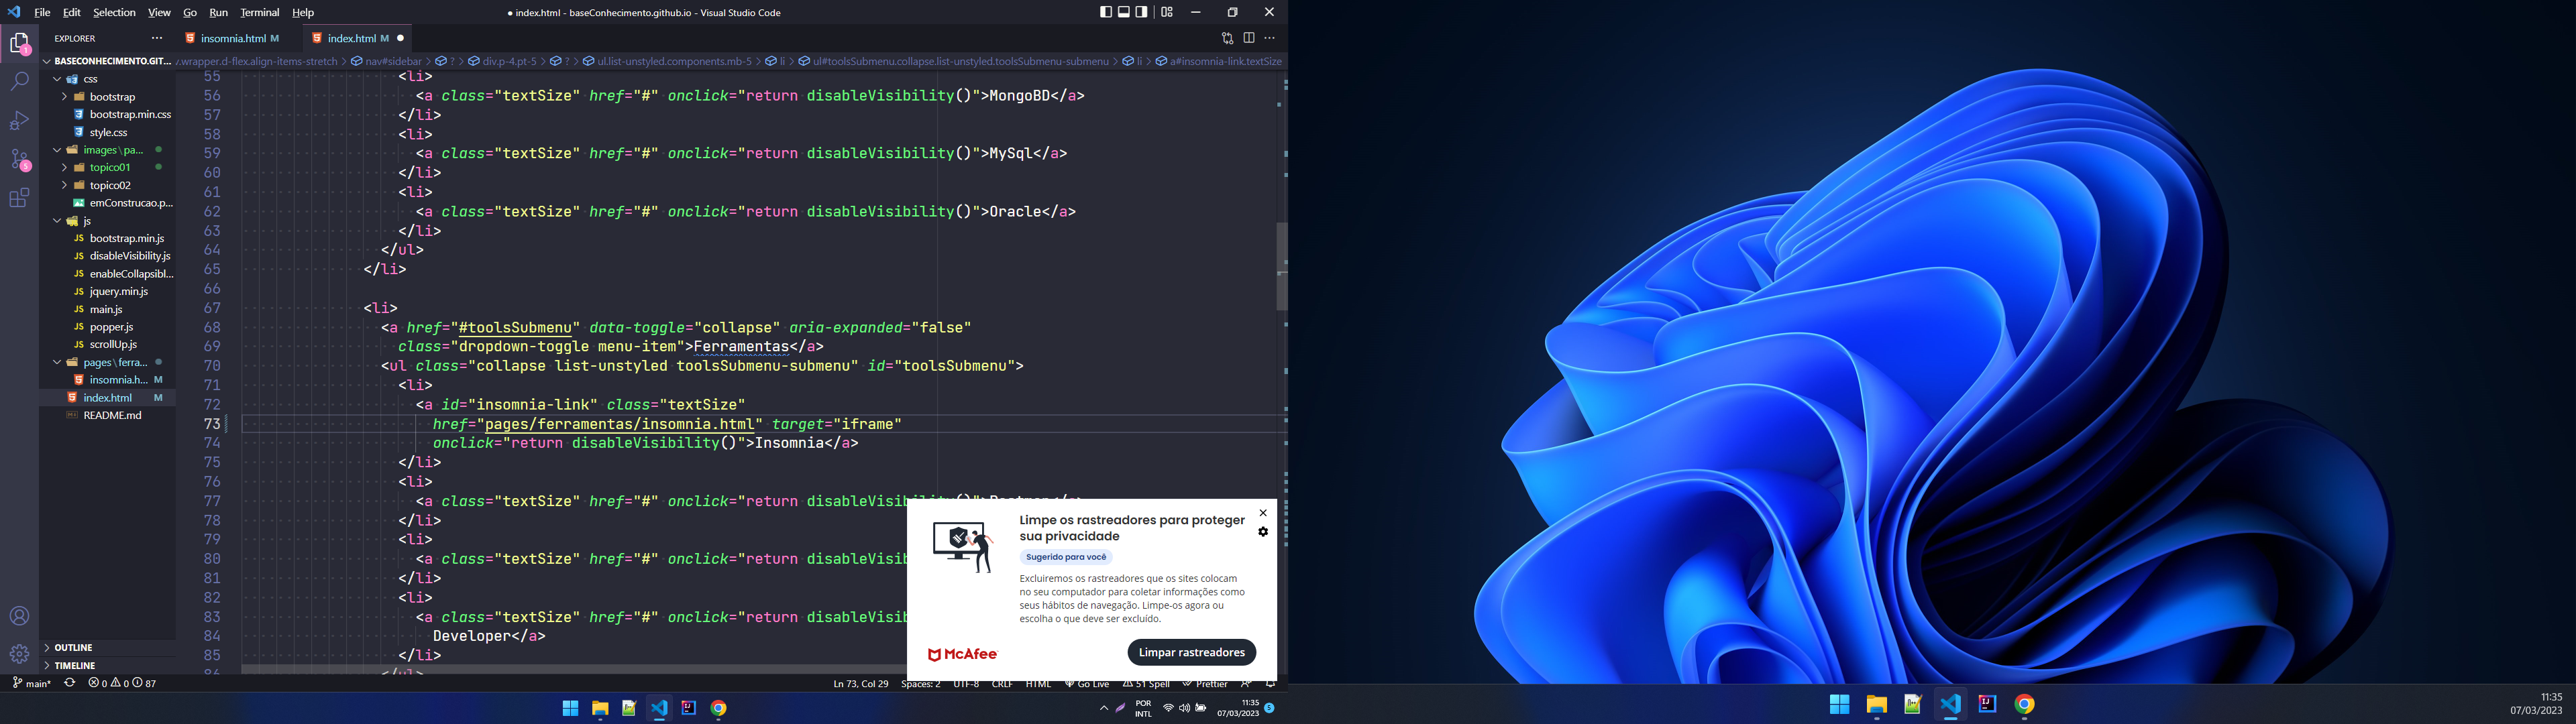 File Edit Selection View Go Run Terminal Help
● index.html - baseConhecimento.github.io - Visual Studio Code
EXPLORER
insomnia.html M
index.html M
BASECONHECIMENTO.GIT...
v.wrapper.d-flex.align-items-stretch > nav#sidebar > ? > div.p-4.pt-5 > ? > ul.list-unstyled.components.mb-5 > li > ul#toolsSubmenu.collapse.list-unstyled.toolsSubmenu-submenu > li > a#insomnia-link.textSize
css
bootstrap
bootstrap.min.css
style.css
images\pa...
topico01
topico02
emConstrucao.p...
js
bootstrap.min.js
disableVisibility.js
enableCollapsibl...
jquery.min.js
main.js
popper.js
scrollUp.js
pages\ferra...
insomnia.h... M
index.html M
README.md
OUTLINE
TIMELINE
1
5
55 <li>
56 <a class="textSize" href="#" onclick="return disableVisibility()">MongoBD</a>
57 </li>
58 <li>
59 <a class="textSize" href="#" onclick="return disableVisibility()">MySql</a>
60 </li>
61 <li>
62 <a class="textSize" href="#" onclick="return disableVisibility()">Oracle</a>
63 </li>
64 </ul>
65 </li>
66
67 <li>
68 <a href="#toolsSubmenu" data-toggle="collapse" aria-expanded="false"
69 class="dropdown-toggle menu-item">Ferramentas</a>
70 <ul class="collapse list-unstyled toolsSubmenu-submenu" id="toolsSubmenu">
71 <li>
72 <a id="insomnia-link" class="textSize"
73 href="pages/ferramentas/insomnia.html" target="iframe"
74 onclick="return disableVisibility()">Insomnia</a>
75 </li>
76 <li>
77 <a class="textSize" href="#" onclick="return disableVisibility()">
78 </li>
79 <li>
80 <a class="textSize" href="#" onclick="return disableVisib
81 </li>
82 <li>
83 <a class="textSize" href="#" onclick="return disableVisib
84 Developer</a>
85 </li>
86 </ul>
Limpe os rastreadores para proteger
sua privacidade
Sugerido para você
Excluiremos os rastreadores que os sites colocam
no seu computador para coletar informações como
seus hábitos de navegação. Limpe-os agora ou
escolha o que deve ser excluído.
McAfee
Limpar rastreadores
main* 0 0 87
Ln 73, Col 29 Spaces: 2 UTF-8 CRLF HTML Go Live 51 Spell Prettier
POR
INTL
11:35
07/03/2023
5
11:35
07/03/2023